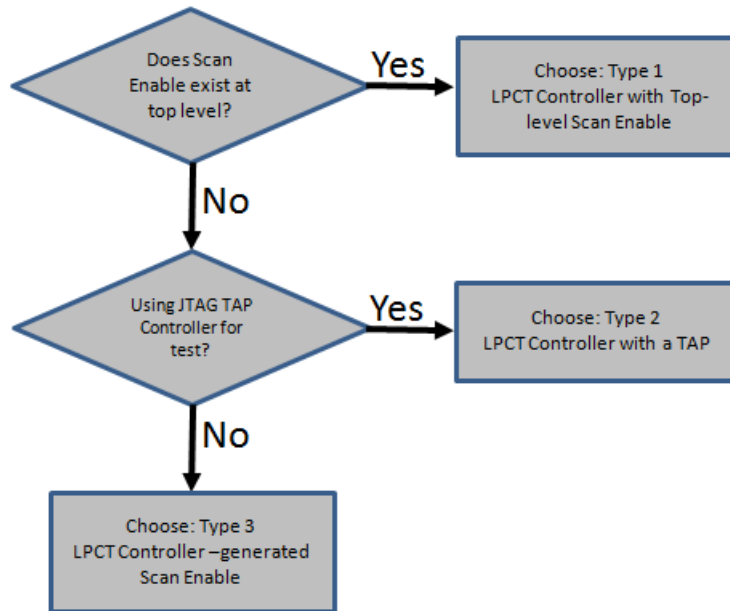 Does Scan
Enable exist at
top level?
Yes
Choose: Type 1
LPCT Controller with Top-
level Scan Enable
No
Using JTAG TAP
Controller for
test?
Yes
Choose: Type 2
LPCT Controller with a TAP
No
Choose: Type 3
LPCT Controller –generated
Scan Enable